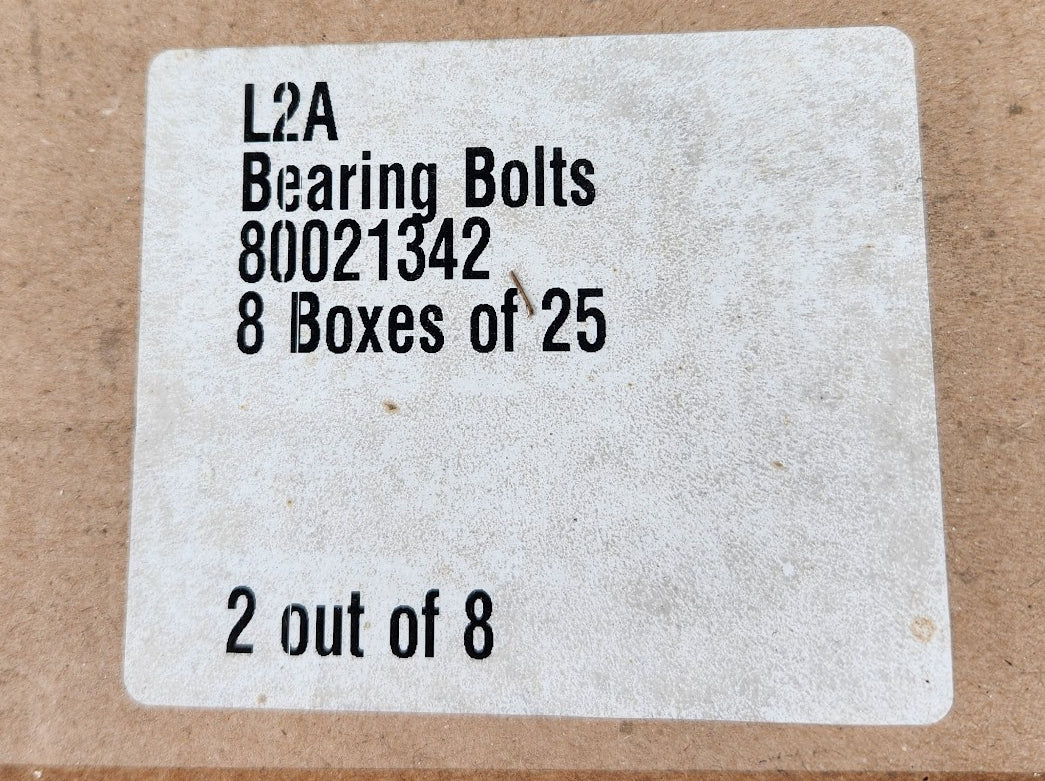 L2A
Bearing Bolts
80021342
8 Boxes of 25
2 out of 8